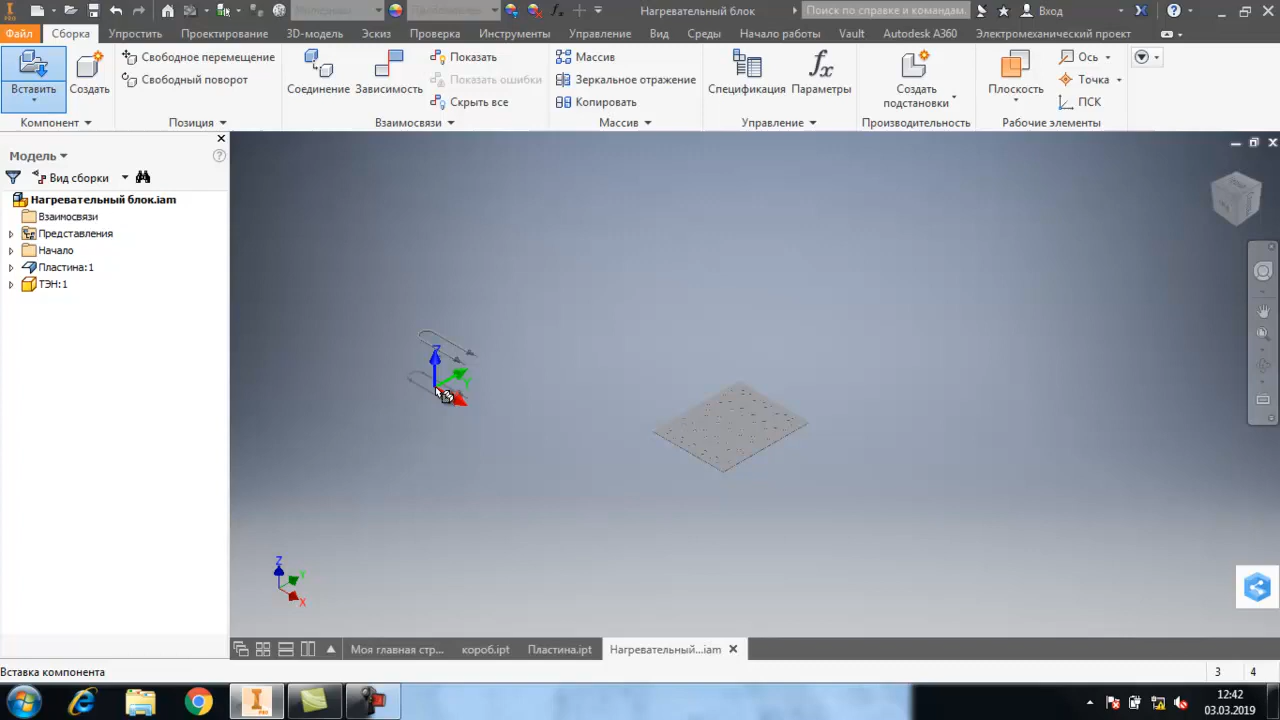 Нагревательный блок
Поиск по справке и командам.
Вход
Файл Сборка Упростить Проектирование 3D-модель Эскиз Проверка Инструменты Управление Вид Среды Начало работы Vault Autodesk A360 Электромеханический проект
Вставить
Создать
Свободное перемещение
Свободный поворот
Соединение
Зависимость
Показать
Показать ошибки
Скрыть все
Массив
Зеркальное отражение
Копировать
Спецификация
Параметры
Создать подстановки
Плоскость
Ось
Точка
ПСК
Компонент Позиция Взаимосвязи Массив Управление Производительность Рабочие элементы
Модель
Вид сборки
Нагревательный блок.iam
Взаимосвязи
Представления
Начало
Пластина:1
ТЭН:1
Z
Y
Z
Y
X
Моя главная стр... короб.ipt Пластина.ipt Нагревательный...iam
Вставка компонента
3 4
12:42
03.03.2019